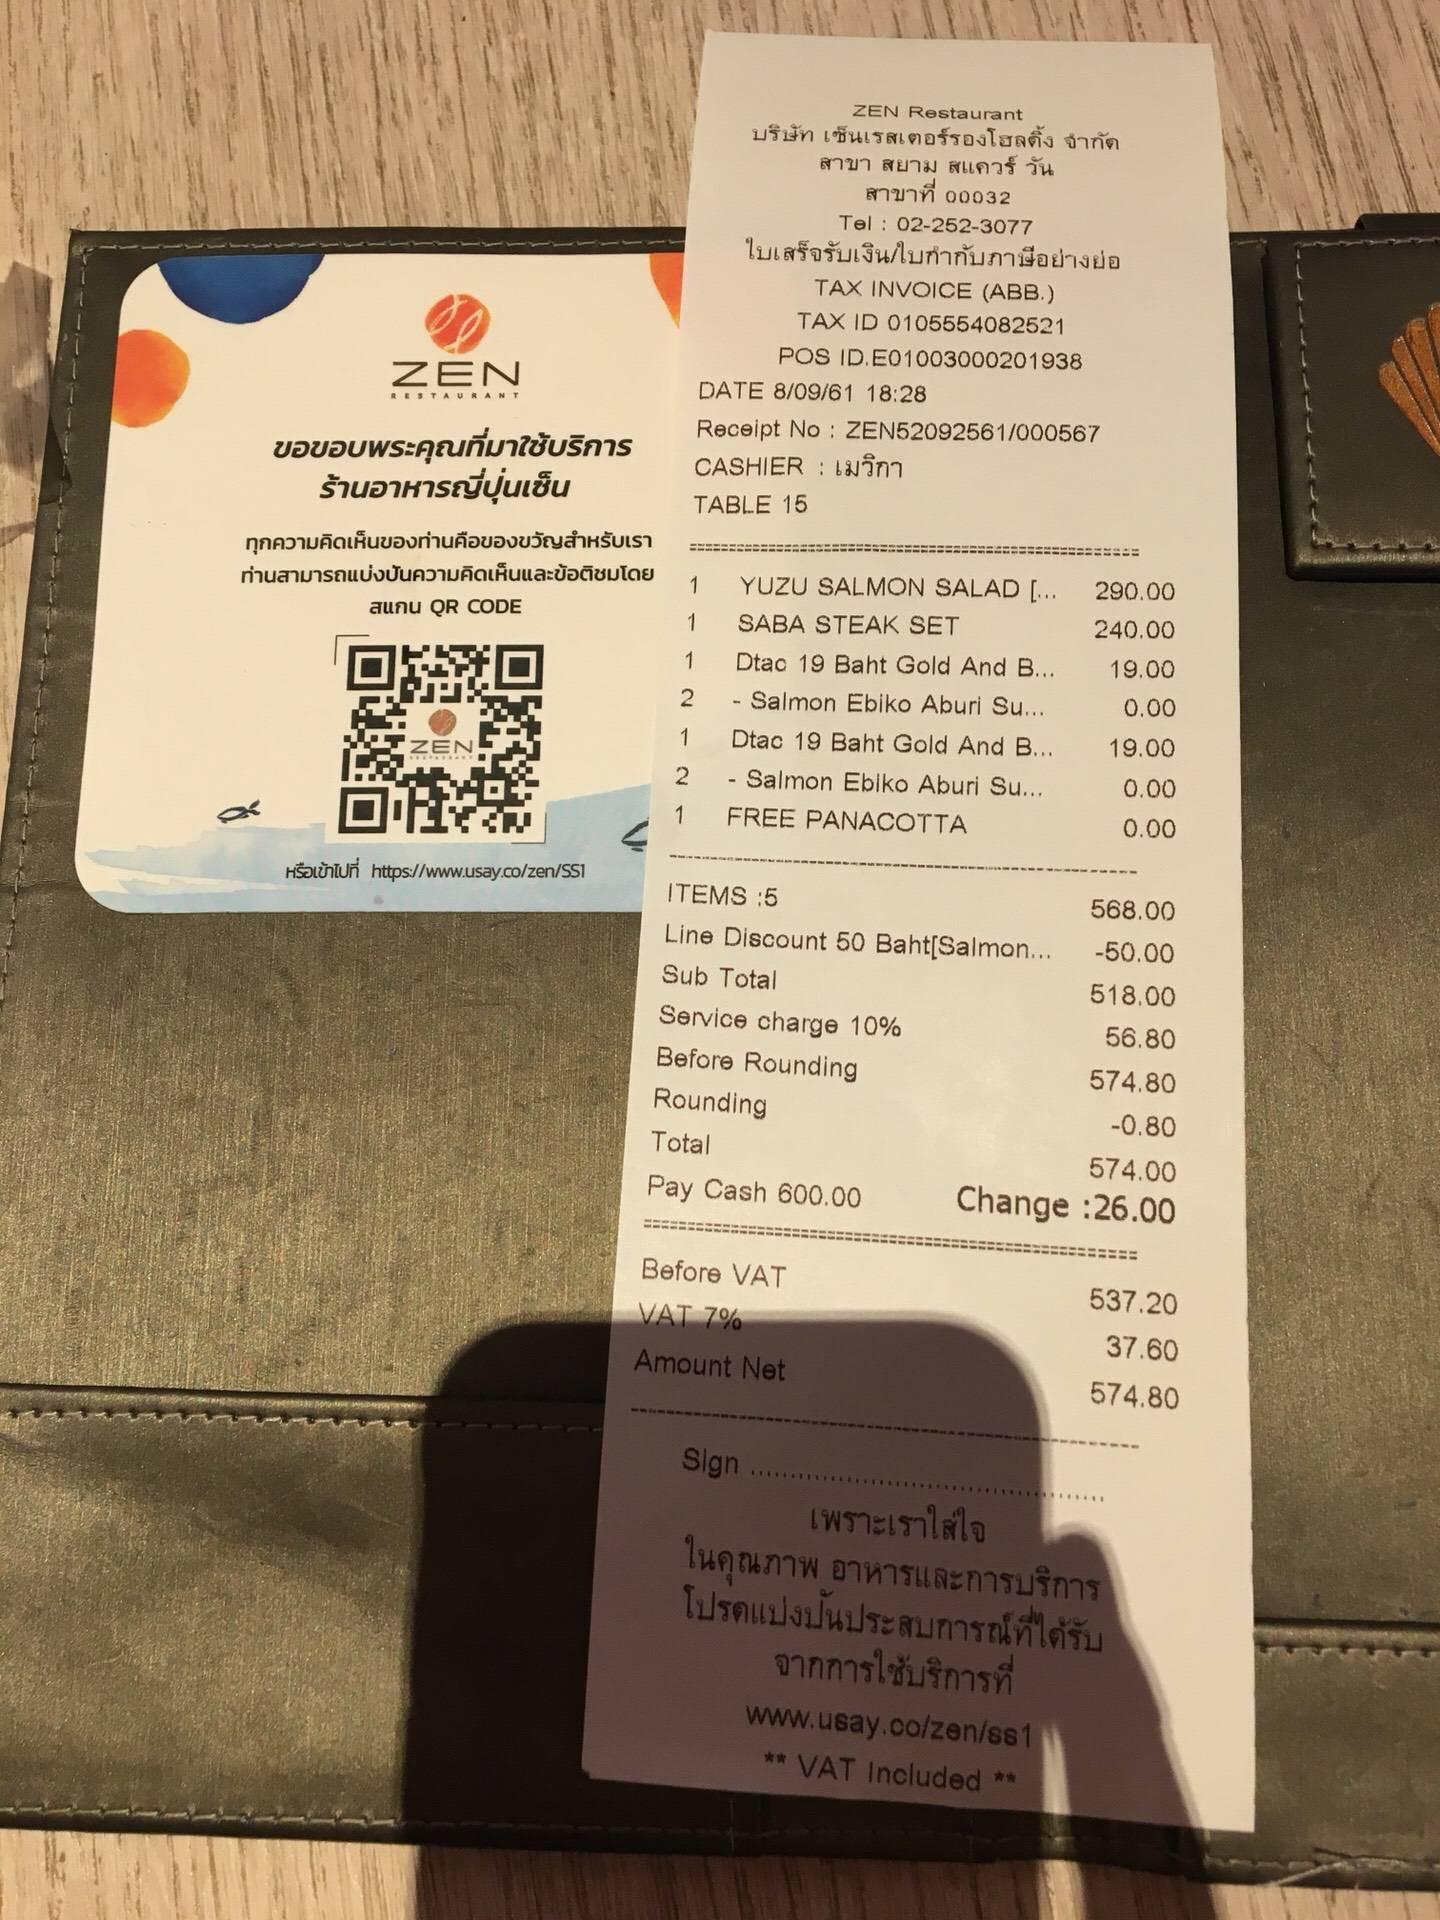 ZEN
RESTAURANT
ขอขอบพระคุณที่มาใช้บริการ
ร้านอาหารญี่ปุ่นเซ็น
ทุกความคิดเห็นของท่านคือของขวัญสำหรับเรา
ท่านสามารถแบ่งปันความคิดเห็นและข้อติชมโดย
สแกน QR CODE
ZEN
RESTAURANT
หรือเข้าไปที่ https://www.usay.co/zen/SS1
ZEN Restaurant
บริษัท เซ็นเรสเตอร์รองโฮลดิ้ง จำกัด
สาขา สยาม สแควร์ วัน
สาขาที่ 00032
Tel : 02-252-3077
ใบเสร็จรับเงิน/ใบกำกับภาษีอย่างย่อ
TAX INVOICE (ABB.)
TAX ID 0105554082521
POS ID.E01003000201938
DATE 8/09/61 18:28
Receipt No : ZEN52092561/000567
CASHIER : เมวิกา
TABLE 15
1 YUZU SALMON SALAD [... 290.00
1 SABA STEAK SET 240.00
1 Dtac 19 Baht Gold And B... 19.00
2 - Salmon Ebiko Aburi Su... 0.00
1 Dtac 19 Baht Gold And B... 19.00
2 - Salmon Ebiko Aburi Su... 0.00
1 FREE PANACOTTA 0.00
ITEMS :5 568.00
Line Discount 50 Baht[Salmon... -50.00
Sub Total 518.00
Service charge 10% 56.80
Before Rounding 574.80
Rounding -0.80
Total 574.00
Pay Cash 600.00 Change :26.00
Before VAT 537.20
VAT 7% 37.60
Amount Net 574.80
Sign ..........................................
เพราะเราใส่ใจ
ในคุณภาพ อาหารและการบริการ
โปรดแบ่งปันประสบการณ์ที่ได้รับ
จากการใช้บริการที่
www.usay.co/zen/ss1
** VAT Included **